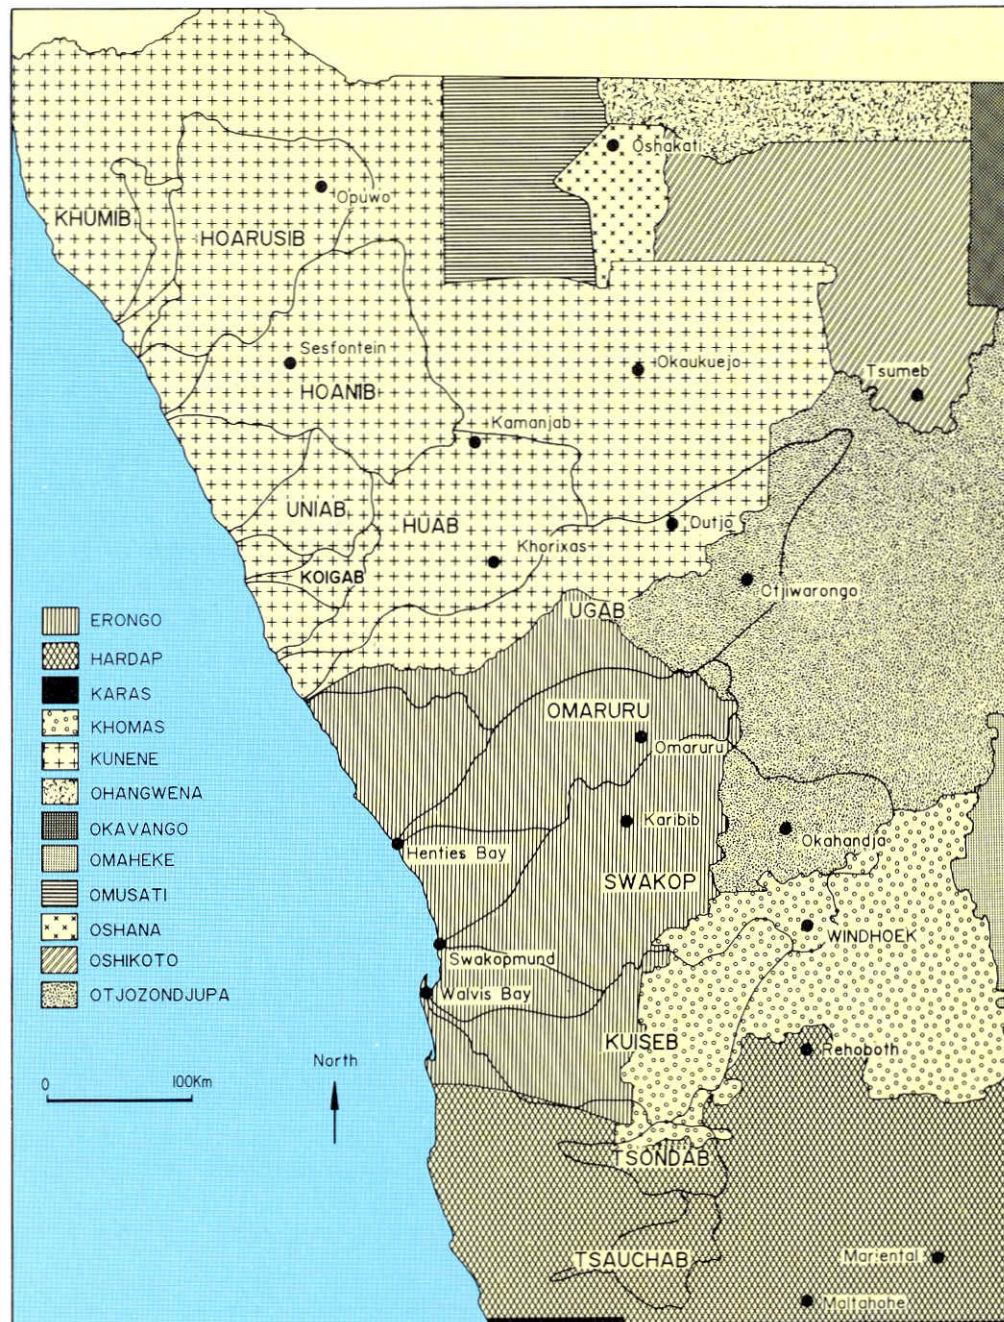 Oshakati
Opuwo
KHUMIB
HOARUSIB
Sesfontein
Okaukuejo
HOANIB
Tsumeb
Kamanjab
UNIAB
HUAB
Outjo
Khorixas
KOIGAB
Otjiwarongo
UGAB
ERONGO
HARDAP
KARAS
KHOMAS
KUNENE
OHANGWENA
OKAVANGO
OMAHEKE
OMUSATI
OSHANA
OSHIKOTO
OTJOZONDJUPA
OMARURU
Omaruru
Karibib
Okahandja
Henties Bay
SWAKOP
WINDHOEK
Swakopmund
Walvis Bay
KUISEB
Rehoboth
North
0 100Km
TSONDAB
TSAUCHAB
Mariental
Maltahohe